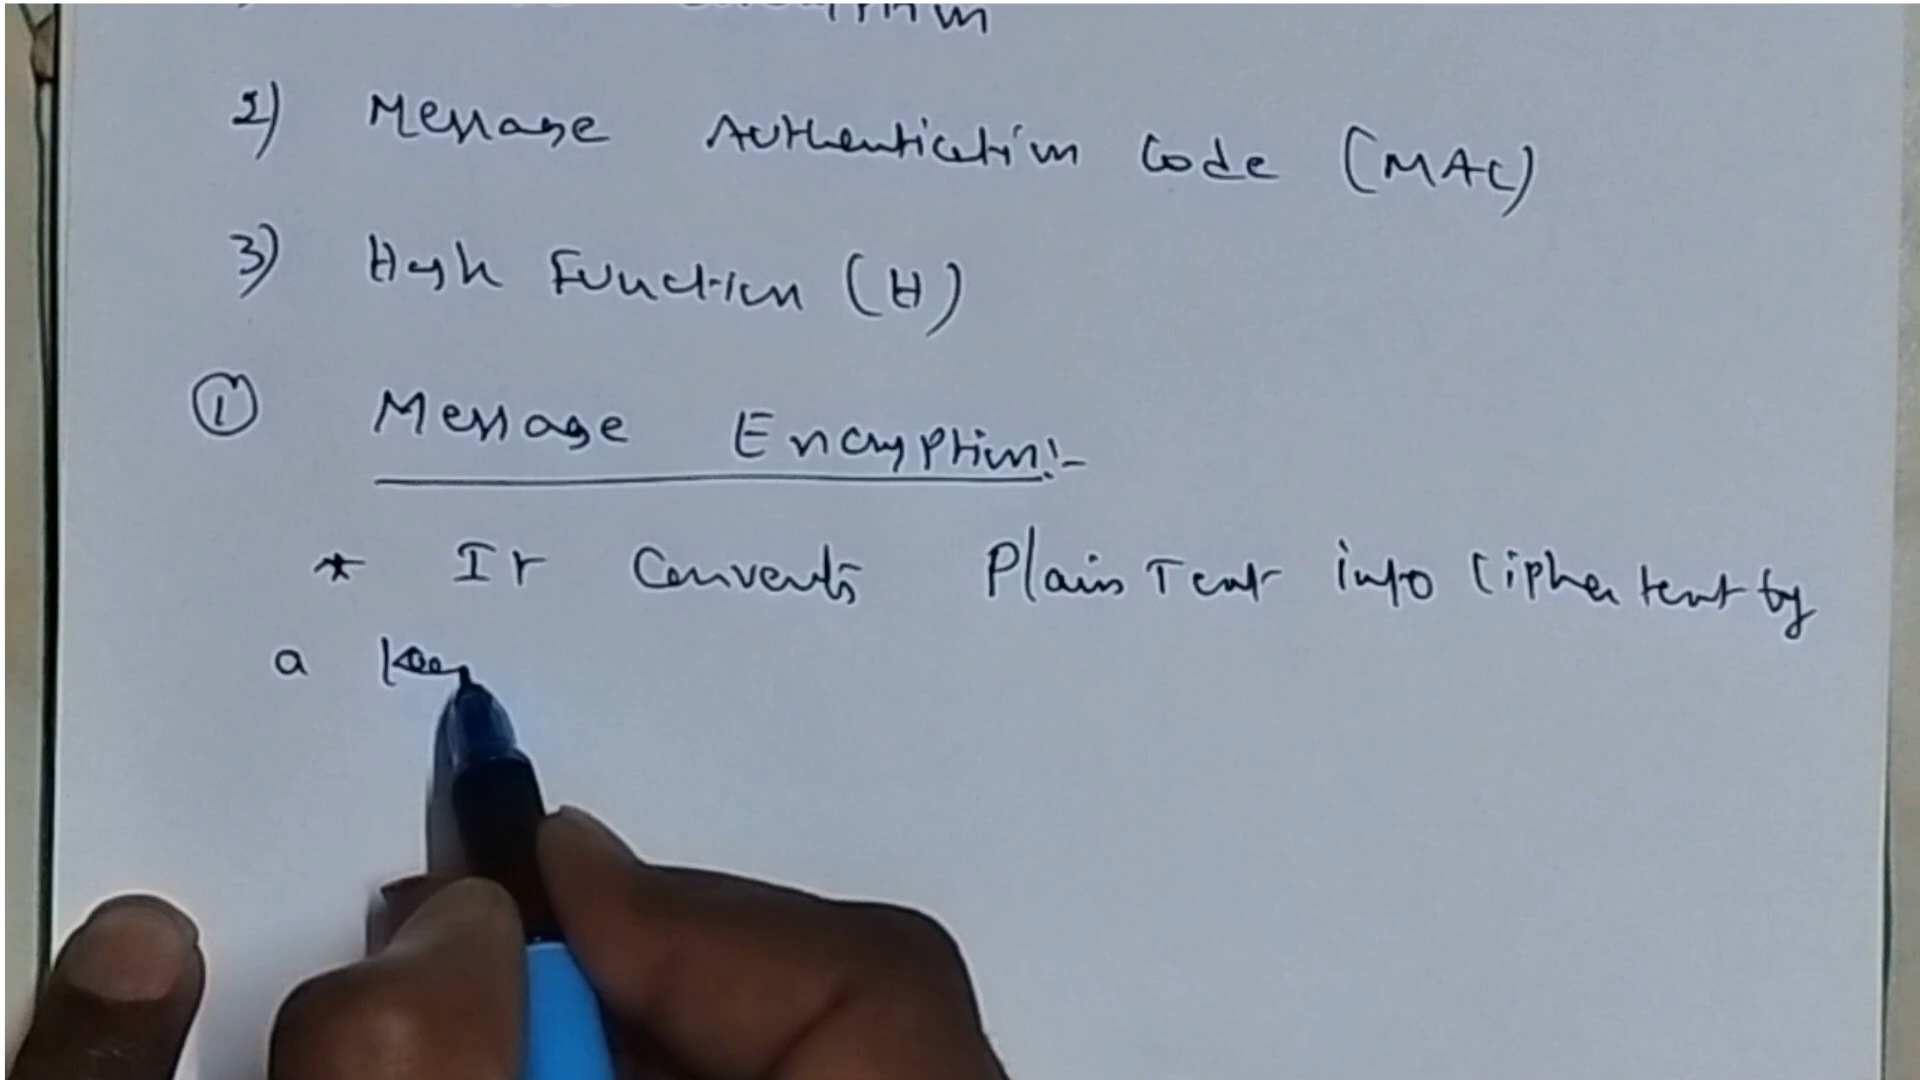 2) Message Authentication Code (MAC)
3) Hash Function (H)
① Message Encryption:-
* It Converts Plain Text into Cipher text by
a Key